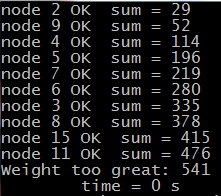 node 2 OK  sum = 29
node 9 OK  sum = 52
node 4 OK  sum = 114
node 5 OK  sum = 196
node 7 OK  sum = 219
node 6 OK  sum = 280
node 3 OK  sum = 335
node 8 OK  sum = 378
node 15 OK  sum = 415
node 11 OK  sum = 476
Weight too great: 541
time = 0 s